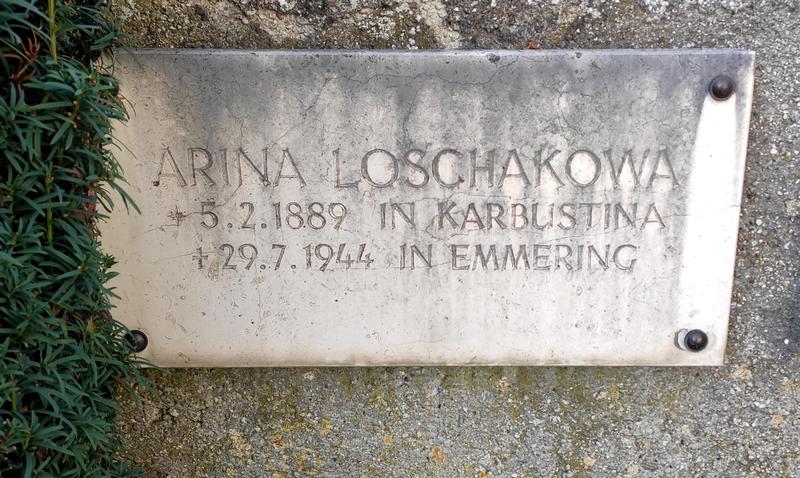 ARINA LOSCHAKOWA
* 5.2.1889 IN KARBUSTINA
+ 29.7.1944 IN EMMERING